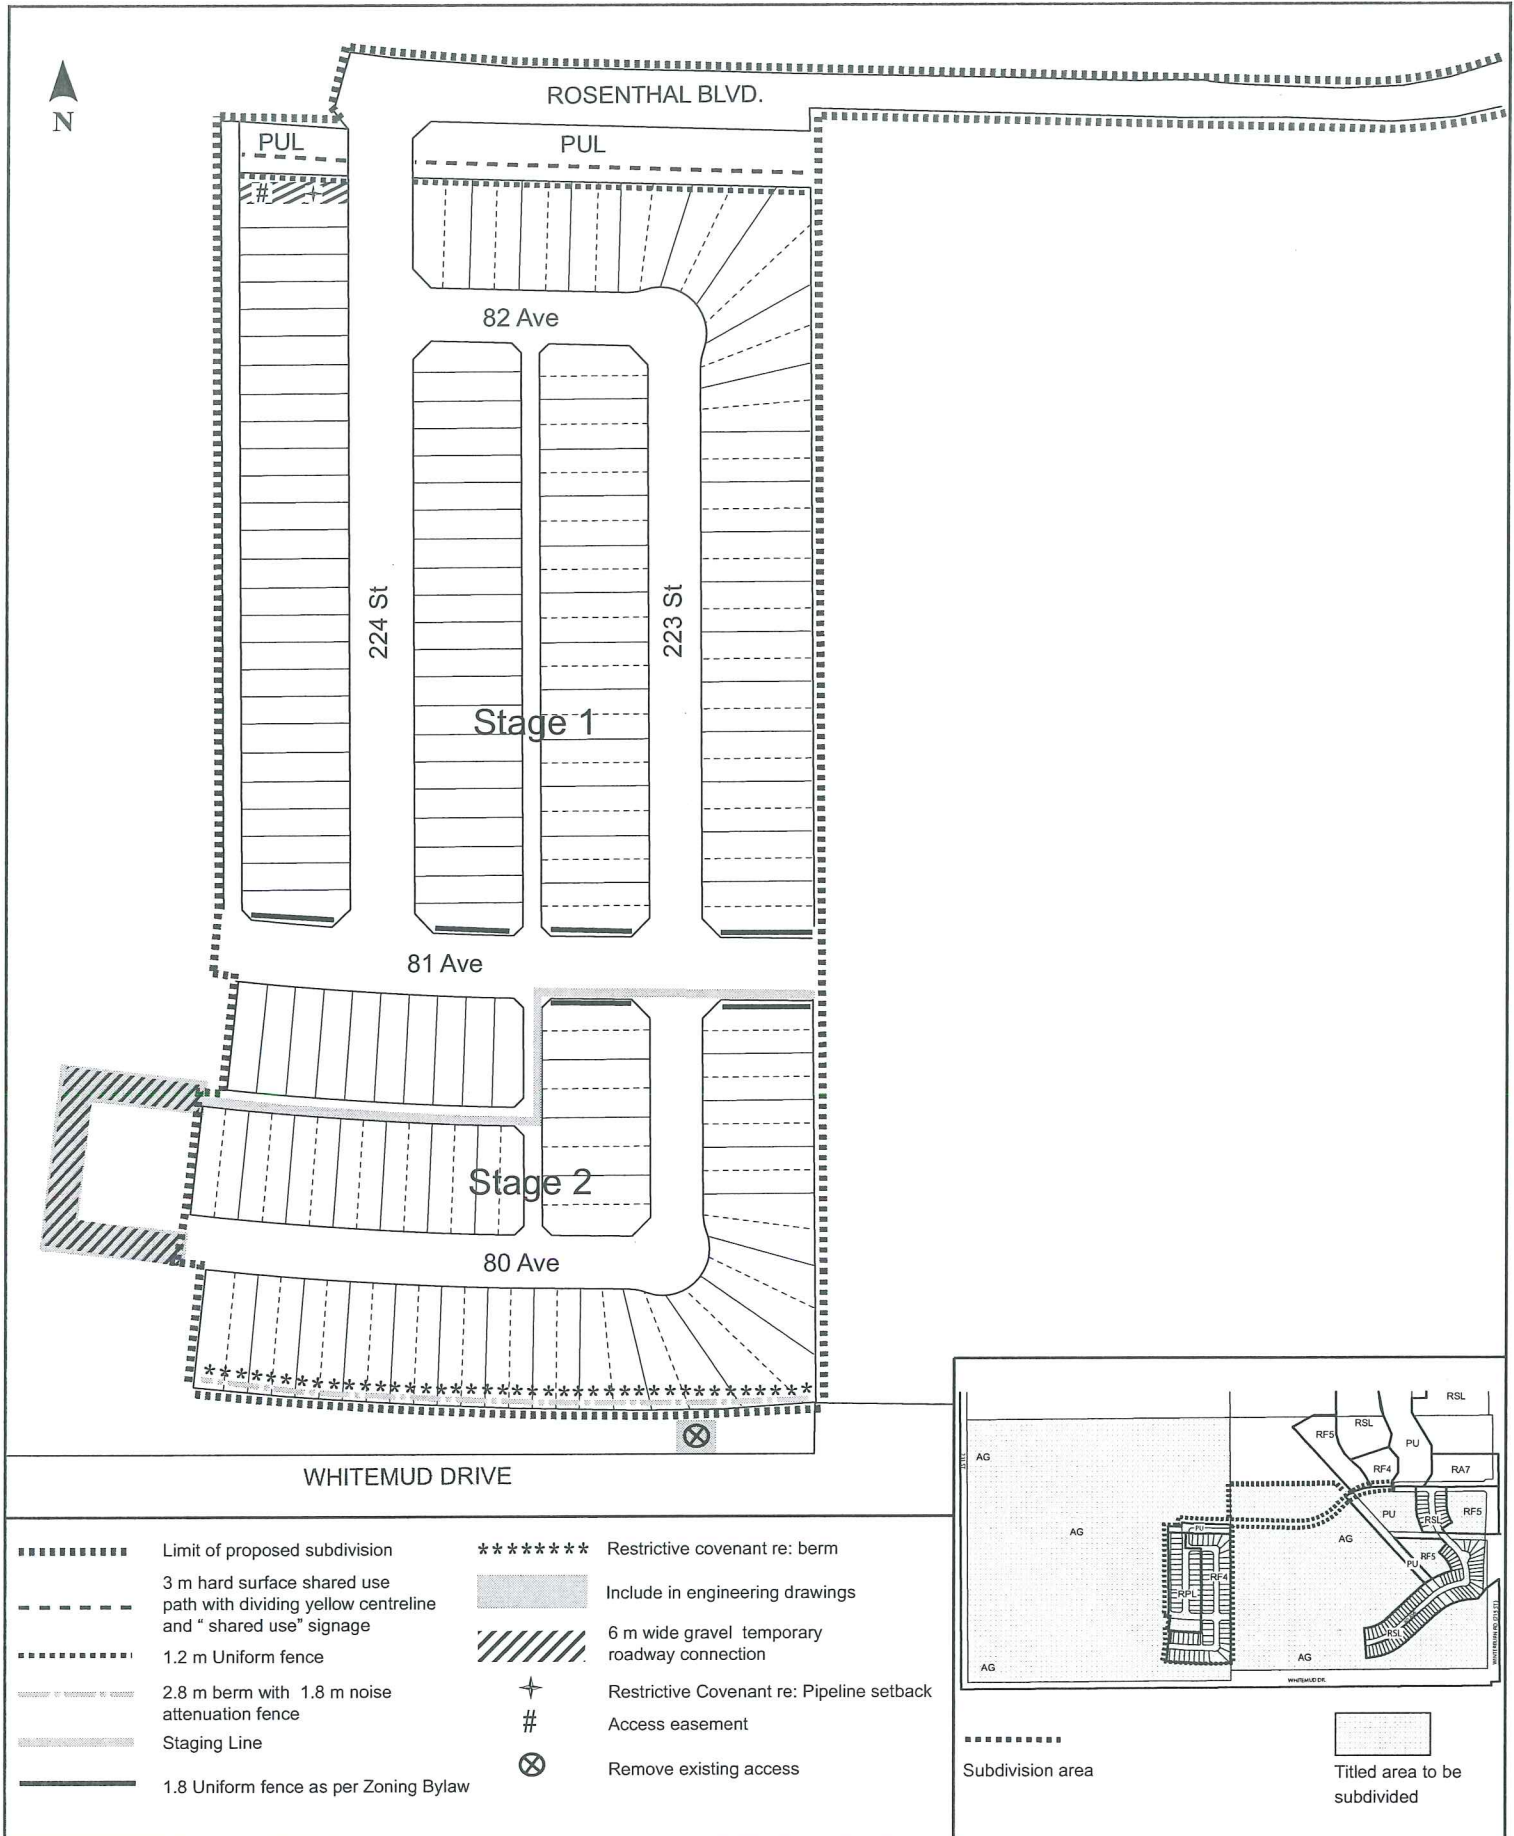 N
ROSENTHAL BLVD.
PUL
PUL
#
82 Ave
224 St
223 St
Stage 1
81 Ave
Stage 2
80 Ave
WHITEMUD DRIVE
Limit of proposed subdivision
3 m hard surface shared use
path with dividing yellow centreline
and " shared use" signage
1.2 m Uniform fence
2.8 m berm with 1.8 m noise
attenuation fence
Staging Line
1.8 Uniform fence as per Zoning Bylaw
Restrictive covenant re: berm
Include in engineering drawings
6 m wide gravel temporary
roadway connection
Restrictive Covenant re: Pipeline setback
# Access easement
Remove existing access
RSL
RSL
RF5
PU
AG
RF4
RA7
PU
RF5
RSL
AG
PU
AG
RF5
PU
RF4
RPL
RSL
AG
AG
WHITEMUD DR.
Subdivision area
Titled area to be
subdivided